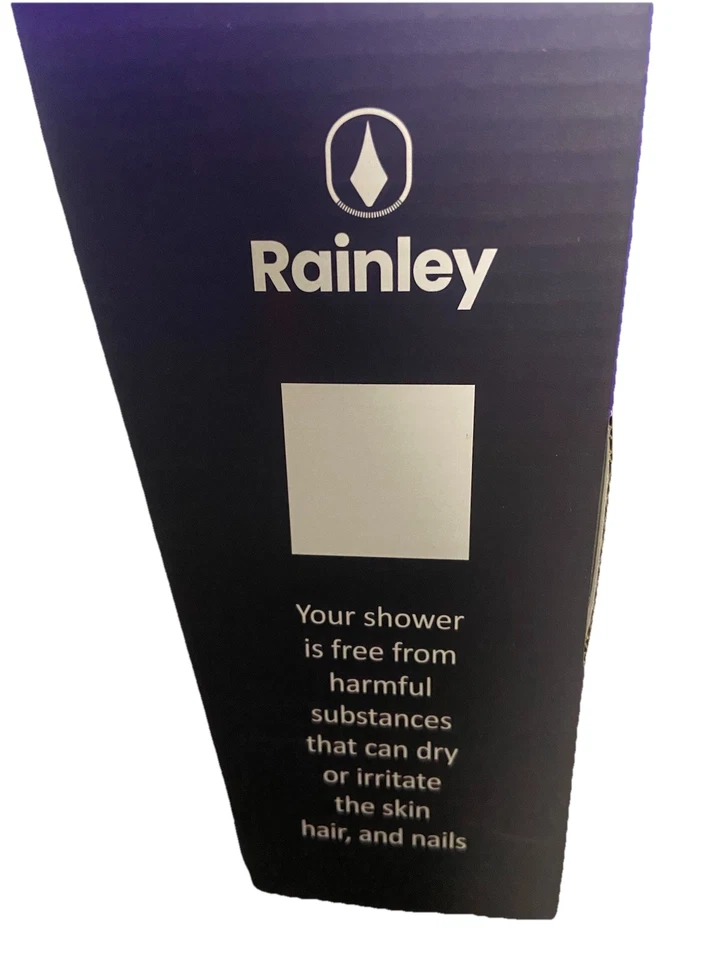 Rainley
Your shower
is free from
harmful
substances
that can dry
or irritate
the skin
hair, and nails